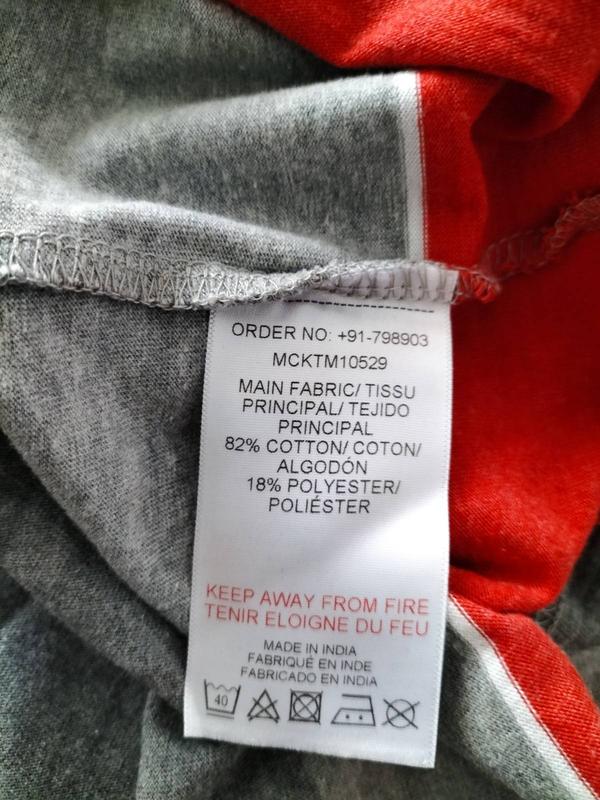 ORDER NO: +91-798903
MCKTM10529
MAIN FABRIC/ TISSU
PRINCIPAL/ TEJIDO
PRINCIPAL
82% COTTON/ COTON/
ALGODÓN
18% POLYESTER/
POLIÉSTER
KEEP AWAY FROM FIRE
TENIR ELOIGNE DU FEU
MADE IN INDIA
FABRIQUÉ EN INDE
FABRICADO EN INDIA
40